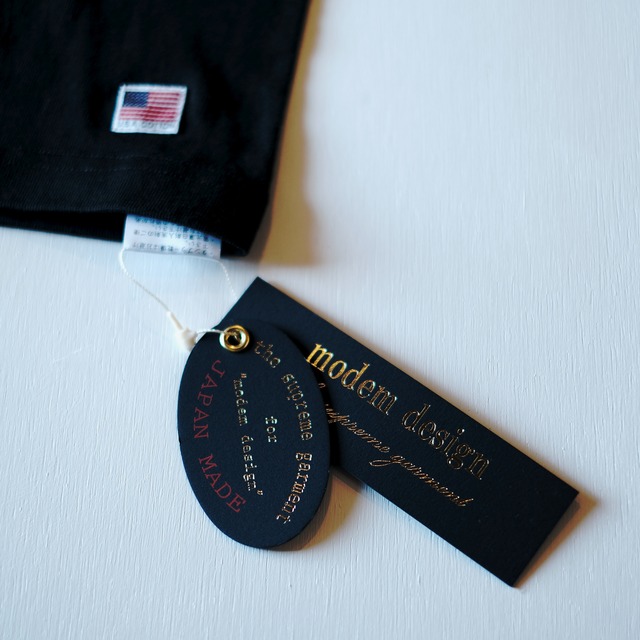 modem design
supreme garment
the supreme garment
for
"modem design"
JAPAN MADE